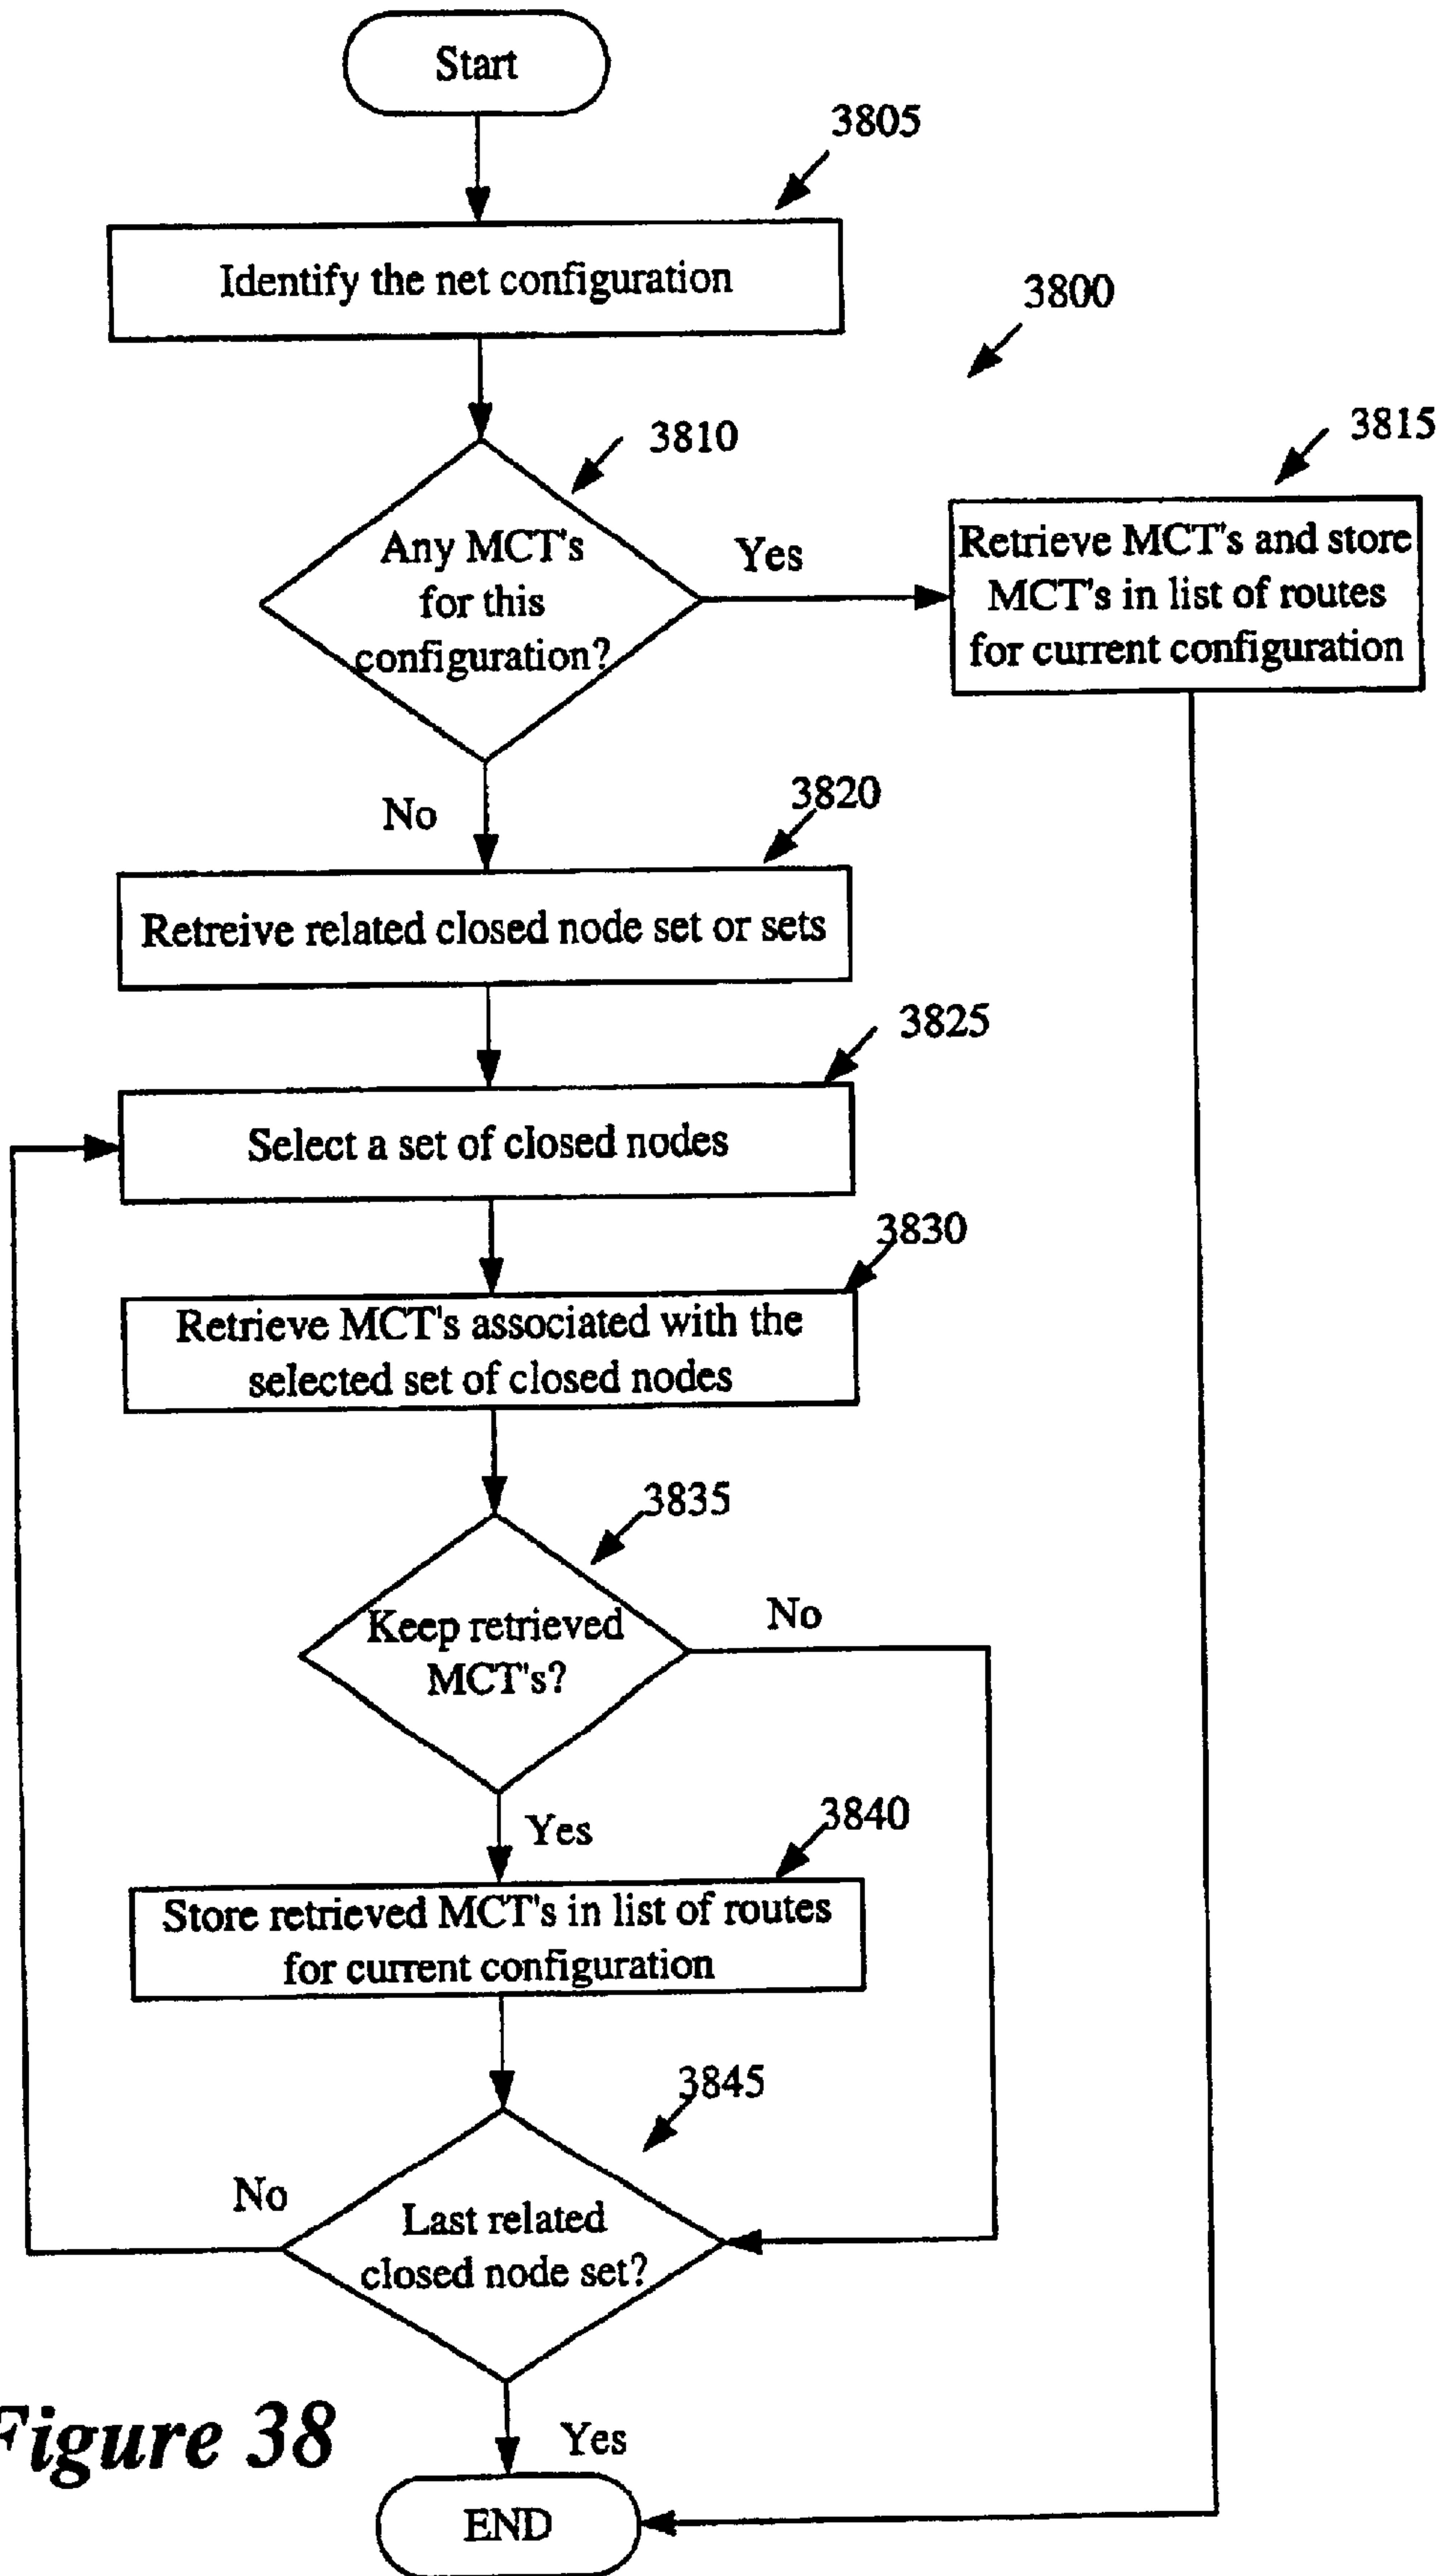 Start
3805
Identify the net configuration
3800
3810
3815
Any MCT's
for this
configuration?
Yes
Retrieve MCT's and store
MCT's in list of routes
for current configuration
No
3820
Retreive related closed node set or sets
3825
Select a set of closed nodes
3830
Retrieve MCT's associated with the
selected set of closed nodes
3835
Keep retrieved
MCT's?
No
Yes
3840
Store retrieved MCT's in list of routes
for current configuration
3845
No
Last related
closed node set?
Figure 38
Yes
END